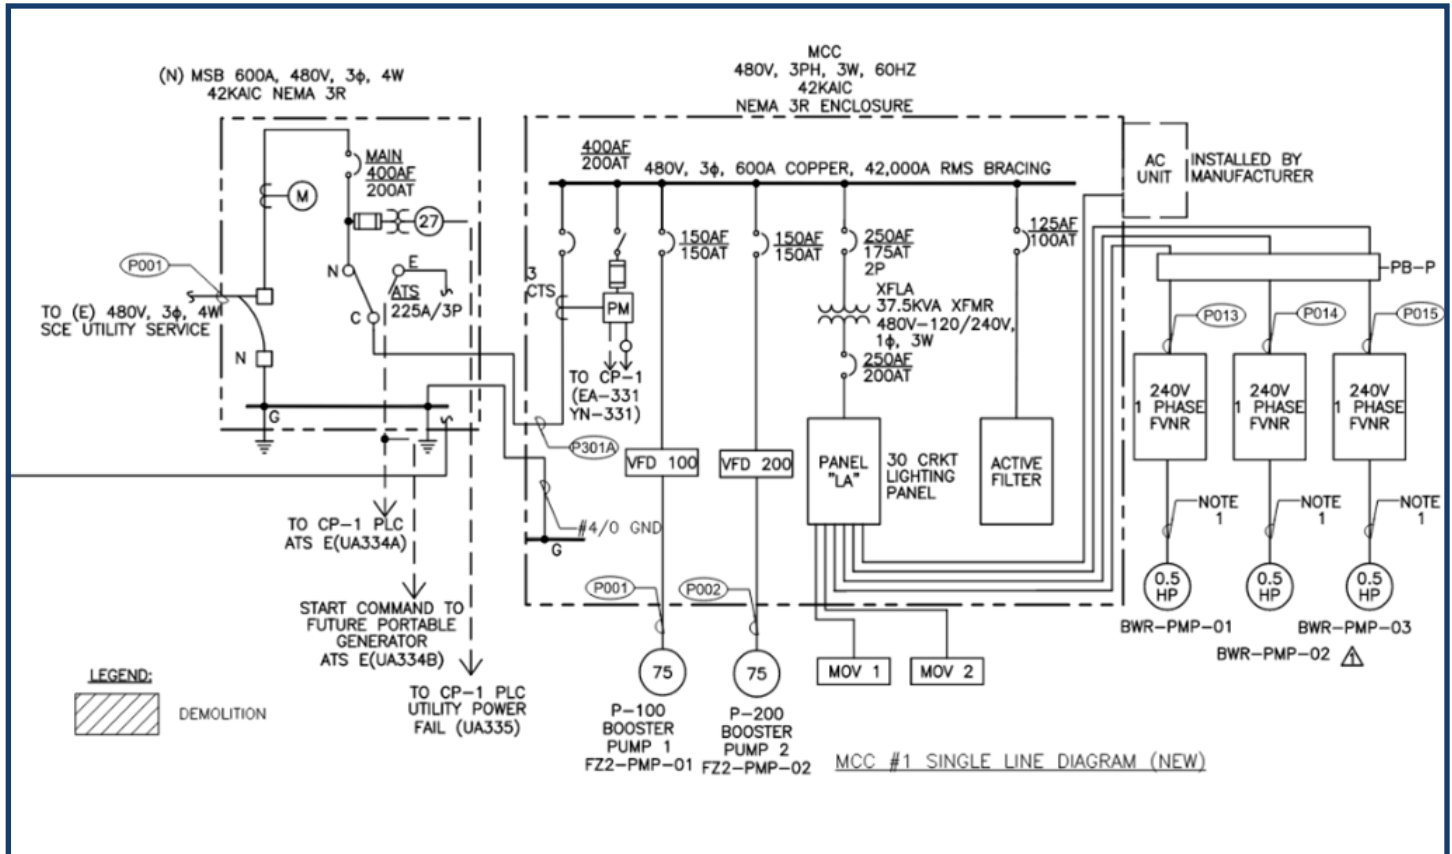 (N) MSB 600A, 480V, 3ϕ, 4W
42KAIC NEMA 3R
MAIN
400AF
200AT
M
27
P001
TO (E) 480V, 3ϕ, 4W
SCE UTILITY SERVICE
N
N
E
ATS
225A/3P
C
G
TO CP-1 PLC
ATS E(UA334A)
START COMMAND TO
FUTURE PORTABLE
GENERATOR
ATS E(UA334B)
TO CP-1 PLC
UTILITY POWER
FAIL (UA335)
LEGEND:
DEMOLITION
MCC
480V, 3PH, 3W, 60HZ
42KAIC
NEMA 3R ENCLOSURE
400AF
200AT
480V, 3ϕ, 600A COPPER, 42,000A RMS BRACING
3
CTS
PM
TO CP-1
(EA-331
YN-331)
P301A
#4/0 GND
G
150AF
150AT
VFD 100
P001
75
P-100
BOOSTER
PUMP 1
FZ2-PMP-01
150AF
150AT
VFD 200
P002
75
P-200
BOOSTER
PUMP 2
FZ2-PMP-02
250AF
175AT
2P
XFLA
37.5KVA XFMR
480V-120/240V,
1ϕ, 3W
250AF
200AT
PANEL
"LA"
30 CRKT
LIGHTING
PANEL
MOV 1
MOV 2
125AF
100AT
ACTIVE
FILTER
AC
UNIT
INSTALLED BY
MANUFACTURER
PB-P
P013
P014
P015
240V
1 PHASE
FVNR
240V
1 PHASE
FVNR
240V
1 PHASE
FVNR
NOTE
1
NOTE
1
NOTE
1
0.5
HP
0.5
HP
0.5
HP
BWR-PMP-01
BWR-PMP-02
1
BWR-PMP-03
MCC #1 SINGLE LINE DIAGRAM (NEW)